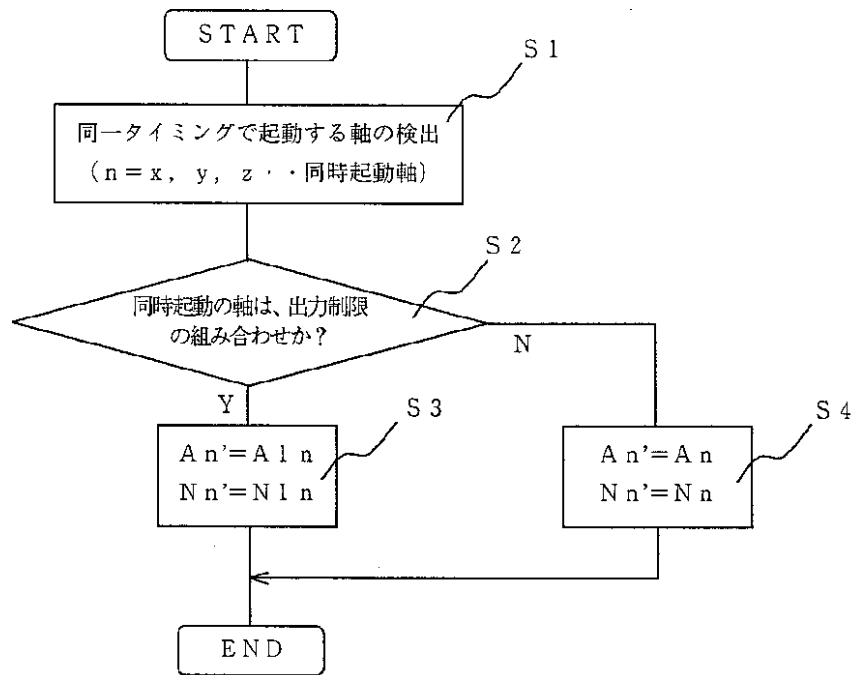 START
S1
同一タイミングで起動する軸の検出
(n=x, y, z・・同時起動軸)
S2
同時起動の軸は、出力制限
の組み合わせか?
N
Y
S3
An'=A1n
Nn'=N1n
S4
An'=An
Nn'=Nn
END